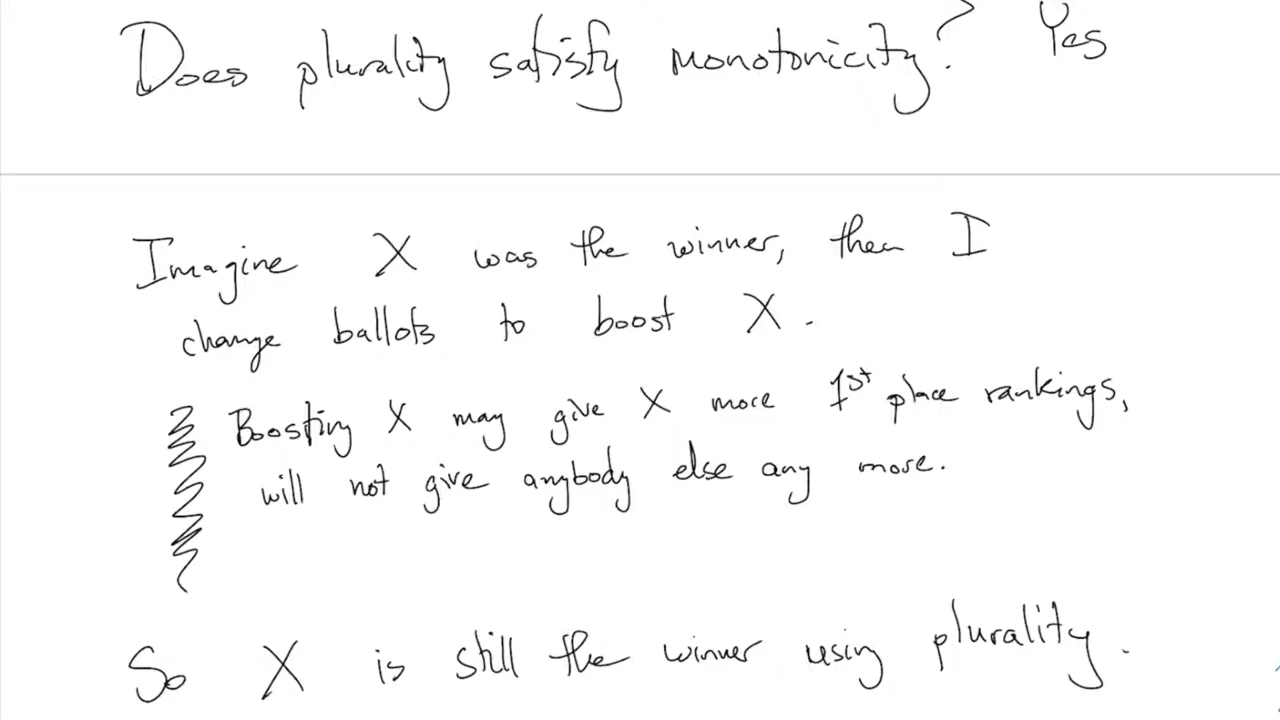 Does plurality satisfy monotonicity? Yes
Imagine X was the winner, then I
change ballots to boost X.
Boosting X may give X more 1st place rankings,
will not give anybody else any more.
So X is still the winner using plurality.